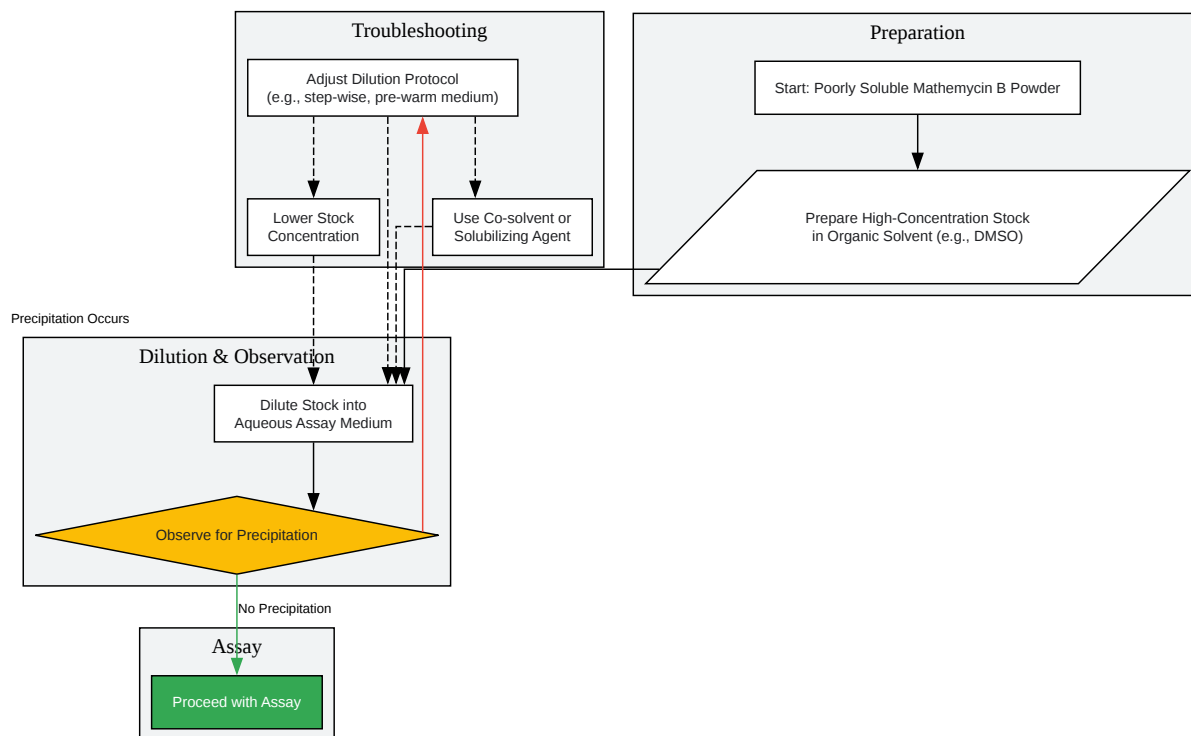 Troubleshooting
Adjust Dilution Protocol
(e.g., step-wise, pre-warm medium)
Lower Stock
Concentration
Use Co-solvent or
Solubilizing Agent
Preparation
Start: Poorly Soluble Mathemycin B Powder
Prepare High-Concentration Stock
in Organic Solvent (e.g., DMSO)
Precipitation Occurs
Dilution & Observation
Dilute Stock into
Aqueous Assay Medium
Observe for Precipitation
No Precipitation
Assay
Proceed with Assay